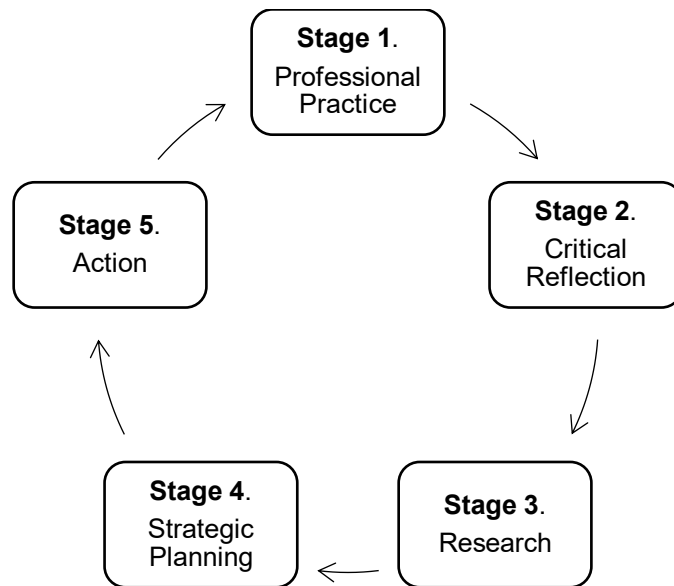 Stage 1.
Professional
Practice
Stage 2.
Critical
Reflection
Stage 3.
Research
Stage 4.
Strategic
Planning
Stage 5.
Action